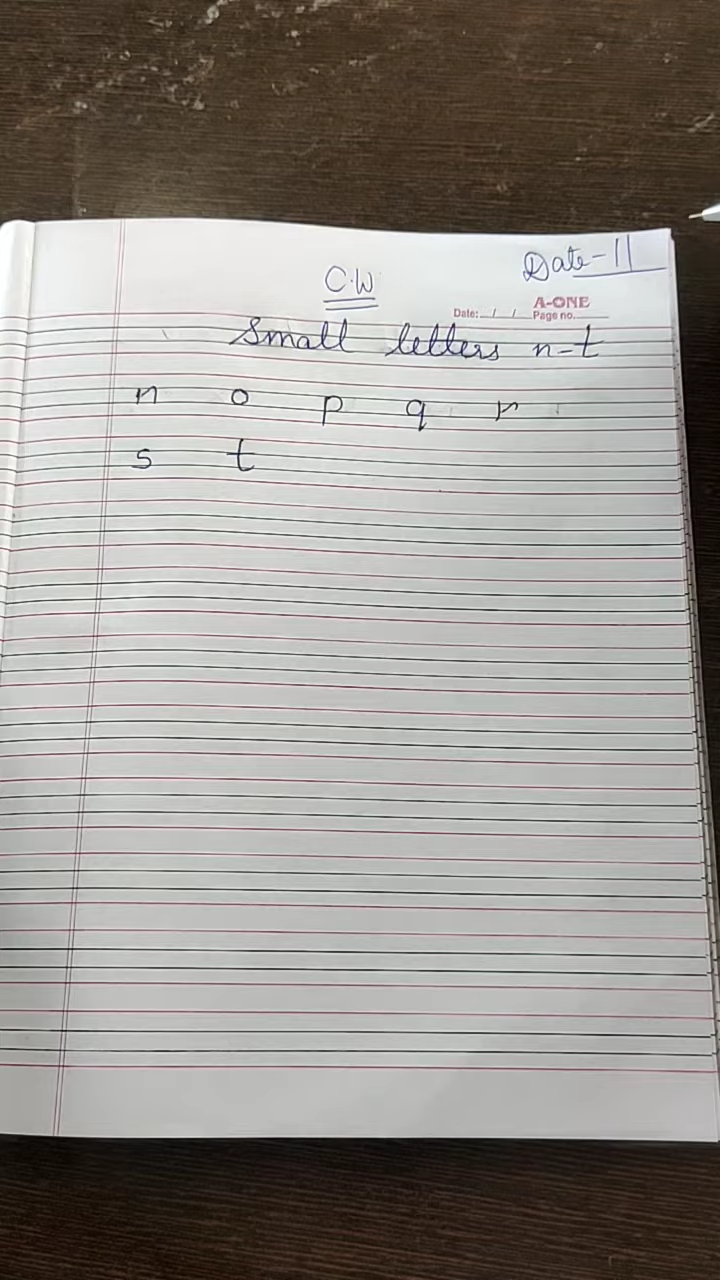 Date-11
C.W
A-ONE
Date: / / Page no.
Small letters n-t
n o p q r
s t